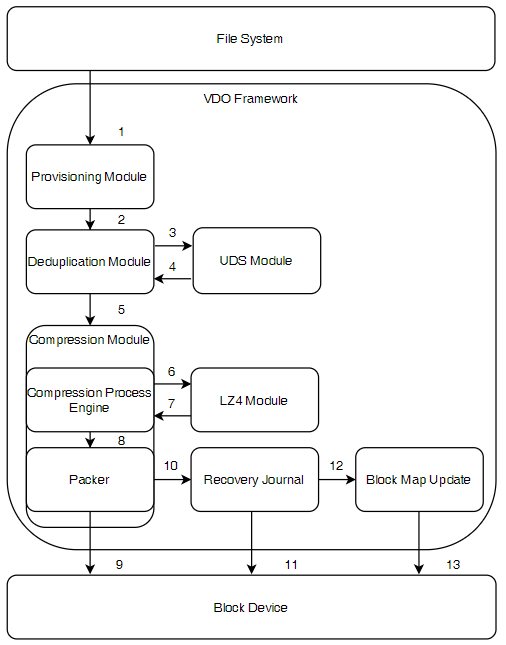 File System
VDO Framework
1
Provisioning Module
2
Deduplication Module
3
4
UDS Module
5
Compression Module
Compression Process
Engine
6
7
LZ4 Module
8
Packer
10
Recovery Journal
12
Block Map Update
9
11
13
Block Device